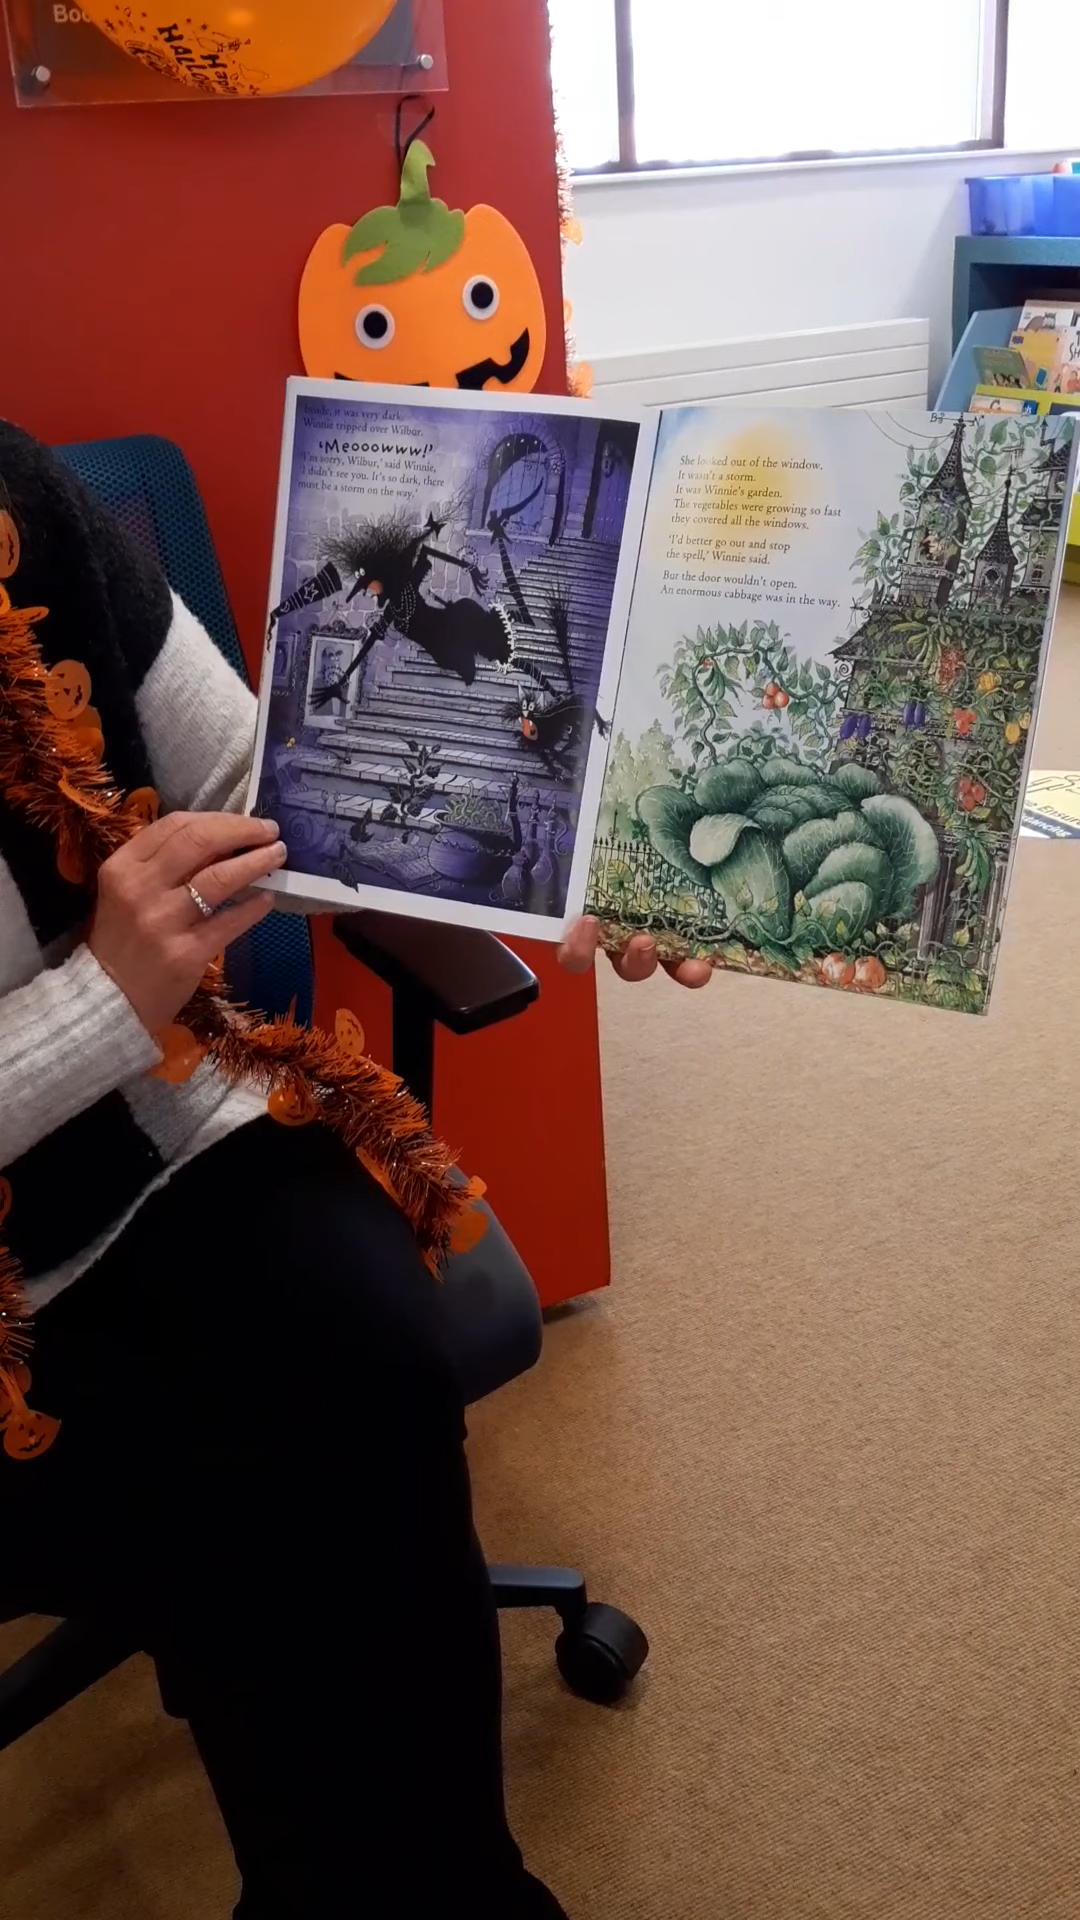 Boo
Happy
HALLOWEEN
Inside, it was very dark.
Winnie tripped over Wilbur.
'Meooowww!'
'I'm sorry, Wilbur,' said Winnie,
'I didn't see you. It's so dark, there
must be a storm on the way.'
She looked out of the window.
It wasn't a storm.
It was Winnie's garden.
The vegetables were growing so fast
they covered all the windows.
'I'd better go out and stop
the spell,' Winnie said.
But the door wouldn't open.
An enormous cabbage was in the way.